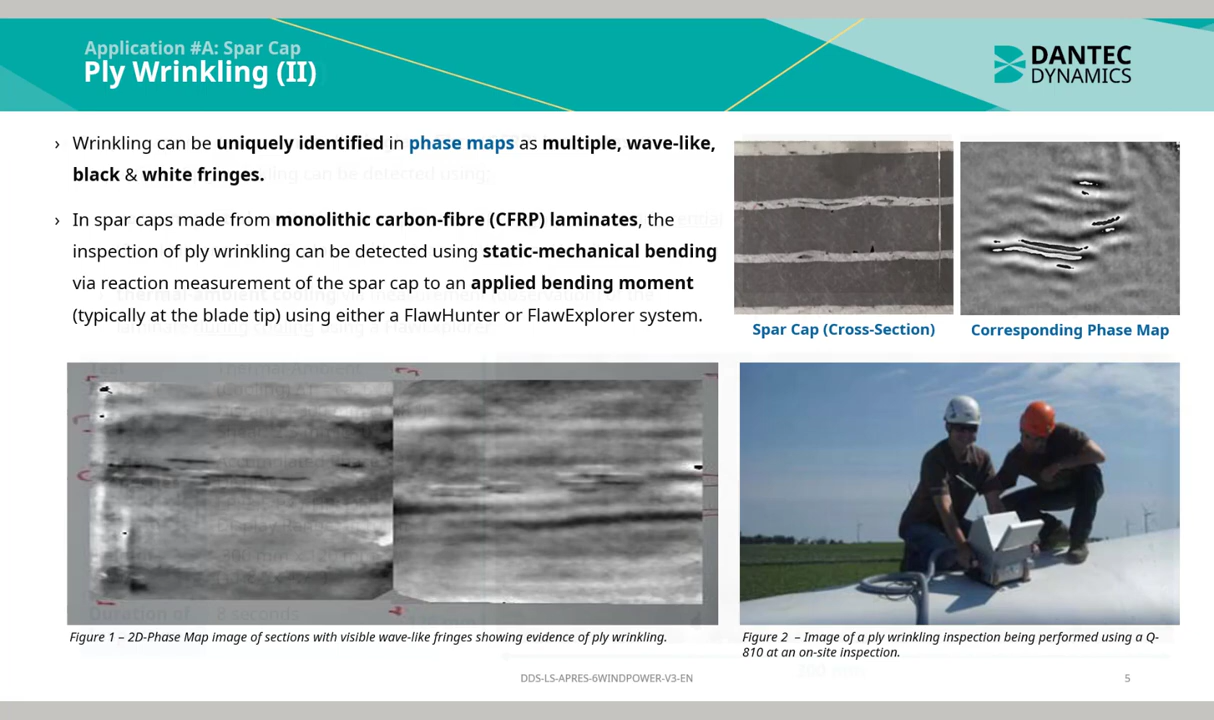 Application #A: Spar Cap
Ply Wrinkling (II)
DANTEC
DYNAMICS
› Wrinkling can be uniquely identified in phase maps as multiple, wave-like,
black & white fringes.
› In spar caps made from monolithic carbon-fibre (CFRP) laminates, the
inspection of ply wrinkling can be detected using static-mechanical bending
via reaction measurement of the spar cap to an applied bending moment
(typically at the blade tip) using either a FlawHunter or FlawExplorer system.
Spar Cap (Cross-Section)
Corresponding Phase Map
Figure 1 – 2D-Phase Map image of sections with visible wave-like fringes showing evidence of ply wrinkling.
Figure 2 – Image of a ply wrinkling inspection being performed using a Q-
810 at an on-site inspection.
DDS-LS-APRES-6WINDPOWER-V3-EN
5